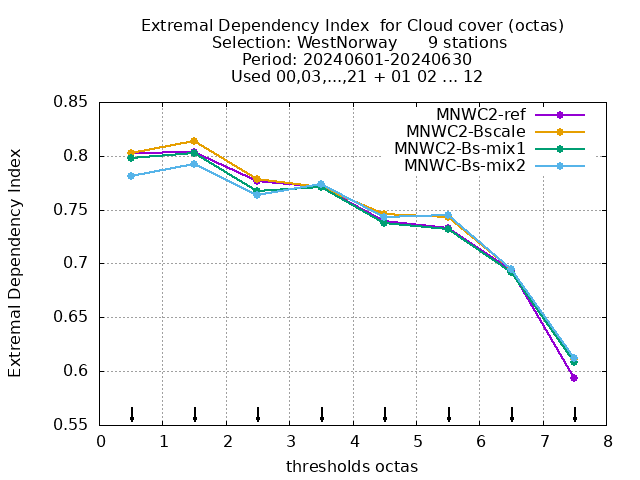 Extremal Dependency Index  for Cloud cover (octas)
Selection: WestNorway      9 stations
Period: 20240601-20240630
Used 00,03,...,21 + 01 02 ... 12
MNWC2-ref
MNWC2-Bscale
MNWC2-Bs-mix1
MNWC-Bs-mix2
Extremal Dependency Index
0.85
0.8
0.75
0.7
0.65
0.6
0.55
0 1 2 3 4 5 6 7 8
thresholds octas